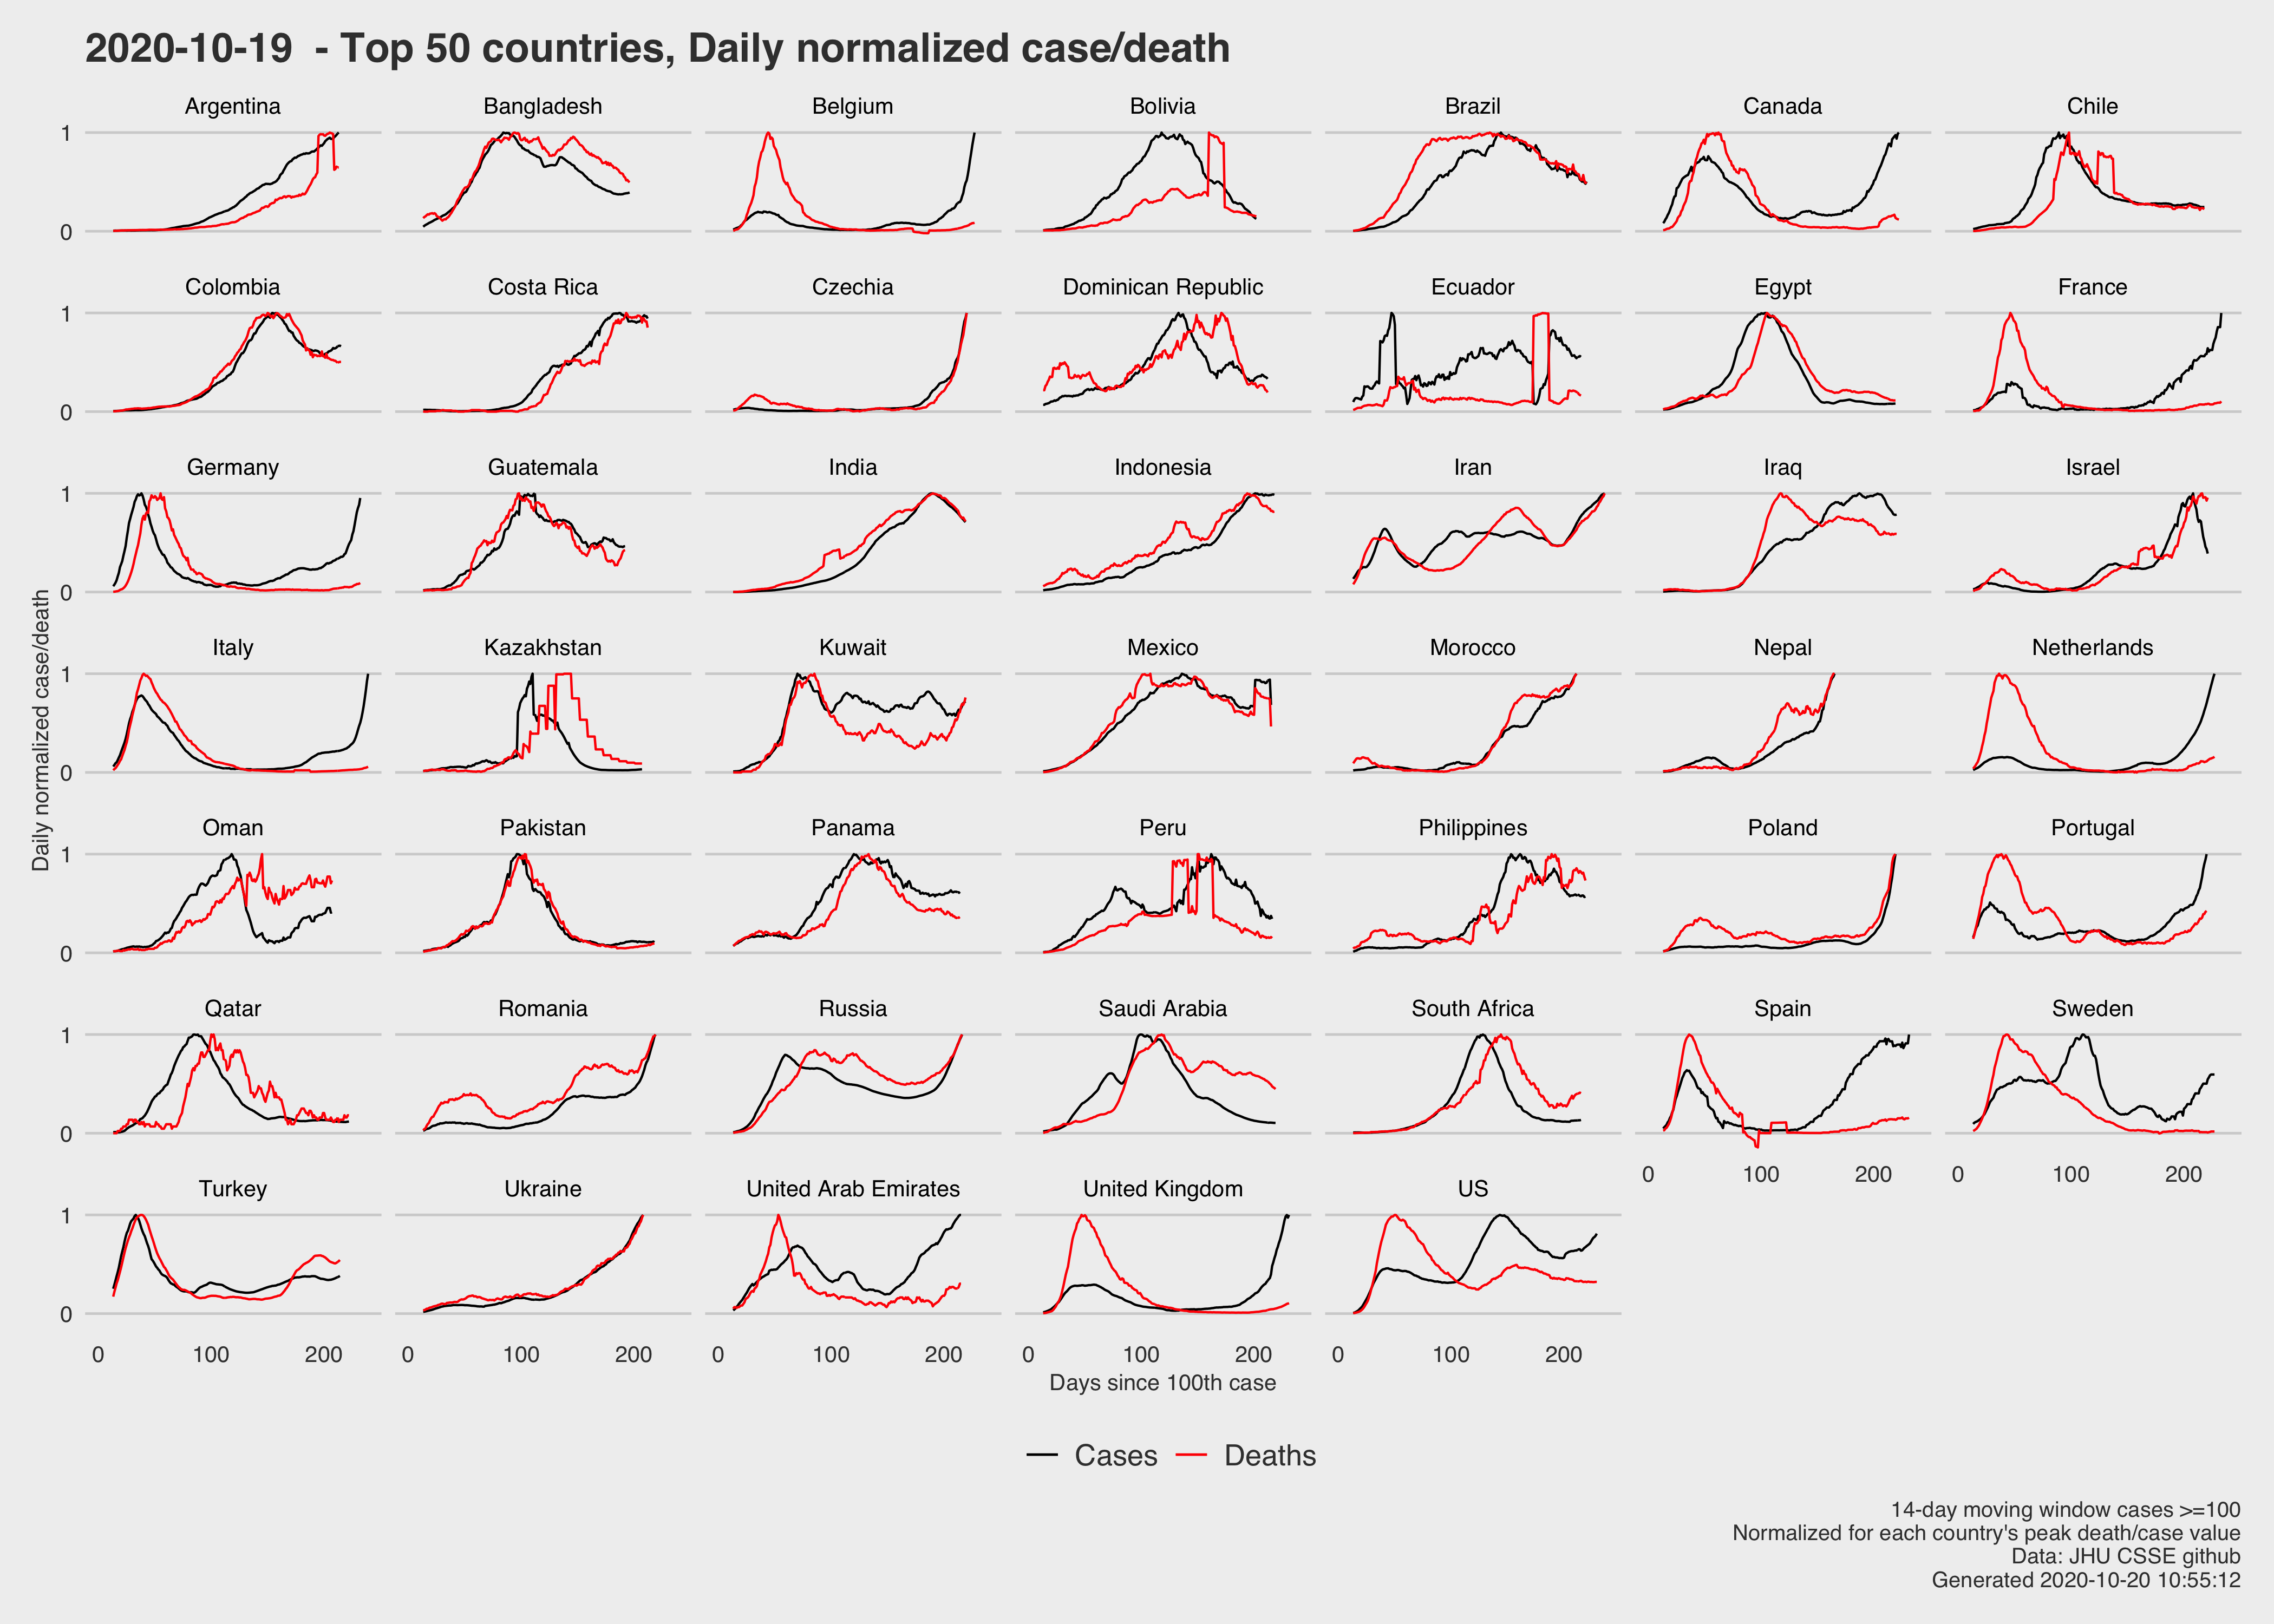 2020-10-19 - Top 50 countries, Daily normalized case/death
Argentina Bangladesh Belgium Bolivia Brazil Canada Chile
1
0
Colombia Costa Rica Czechia Dominican Republic Ecuador Egypt France
1
0
Germany Guatemala India Indonesia Iran Iraq Israel
1
0
Daily normalized case/death
Italy Kazakhstan Kuwait Mexico Morocco Nepal Netherlands
1
0
Oman Pakistan Panama Peru Philippines Poland Portugal
1
0
Qatar Romania Russia Saudi Arabia South Africa Spain Sweden
1
0
0 100 200 0 100 200
Turkey Ukraine United Arab Emirates United Kingdom US
1
0
0 100 200 0 100 200 0 100 200 0 100 200 0 100 200
Days since 100th case
Cases Deaths
14-day moving window cases >=100
Normalized for each country's peak death/case value
Data: JHU CSSE github
Generated 2020-10-20 10:55:12